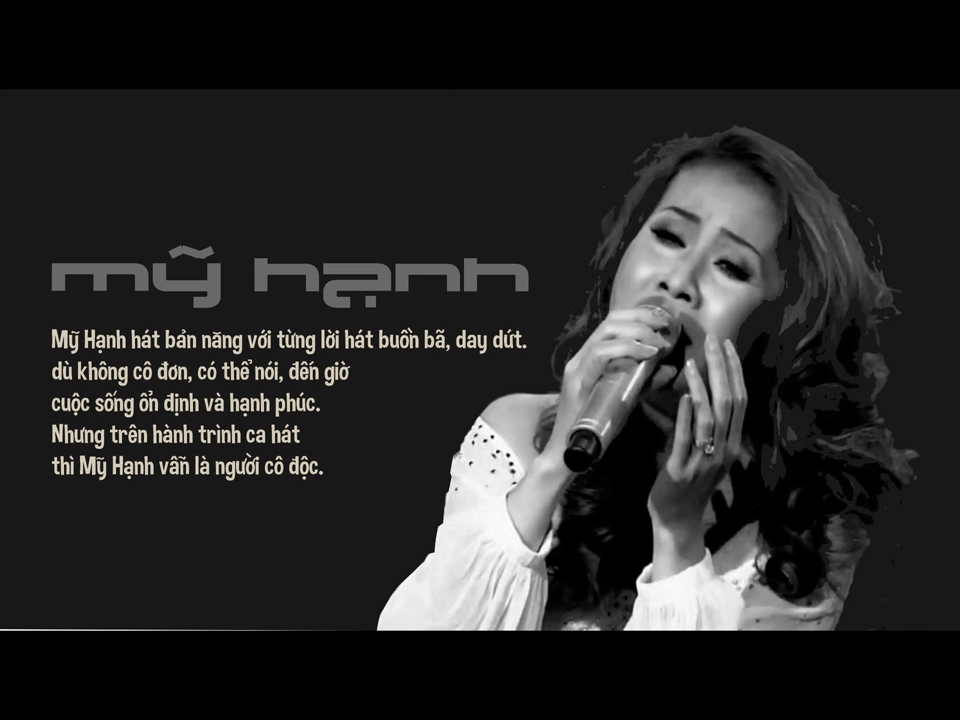 mỹ hạnh
Mỹ Hạnh hát bản năng với từng lời hát buồn bã, day dứt.
dù không cô đơn, có thể nói, đến giờ
cuộc sống ổn định và hạnh phúc.
Nhưng trên hành trình ca hát
thì Mỹ Hạnh vẫn là người cô độc.